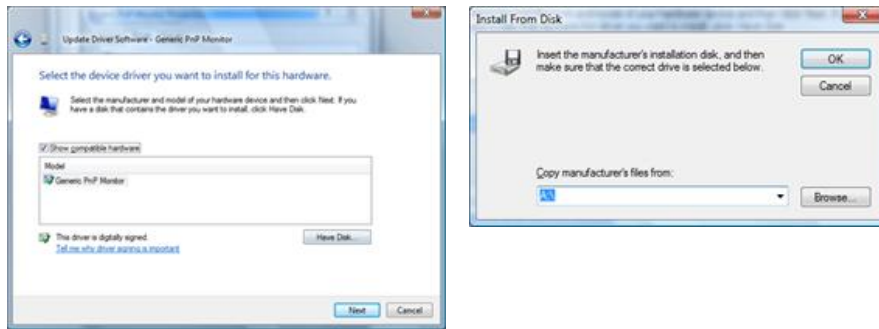 Update Driver Software - Generic PnP Monitor
Select the device driver you want to install for this hardware.
Select the manufacturer and model of your hardware device and then click Next. If you
have a disk that contains the driver you want to install, click Have Disk.
Show compatible hardware
Model
Generic PnP Monitor
This driver is digitally signed.
Tell me why driver signing is important
Have Disk...
Next
Cancel
Install From Disk
Insert the manufacturer's installation disk, and then
make sure that the correct drive is selected below.
OK
Cancel
Copy manufacturer's files from:
A:\
Browse...